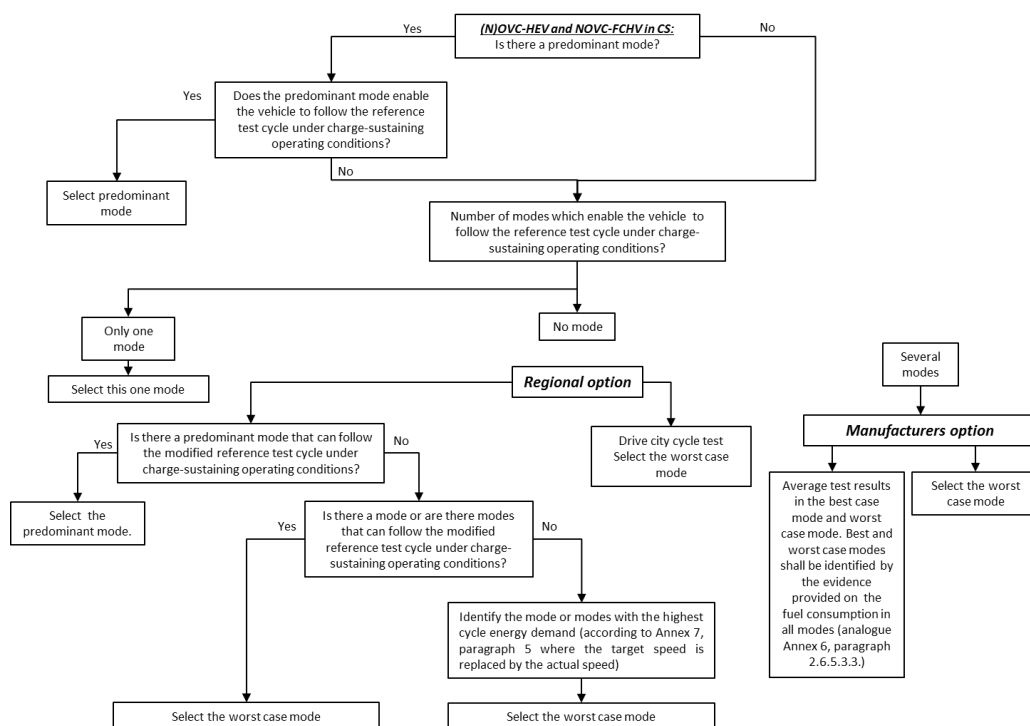 (N)OVC-HEV and NOVC-FCHV in CS:
Is there a predominant mode?
Yes
No
Does the predominant mode enable
the vehicle to follow the reference
test cycle under charge-sustaining
operating conditions?
Yes
No
Select predominant
mode
Number of modes which enable the vehicle to
follow the reference test cycle under charge-
sustaining operating conditions?
Only one
mode
No mode
Several
modes
Select this one mode
Regional option
Manufacturers option
Is there a predominant mode that can follow
the modified reference test cycle under
charge-sustaining operating conditions?
Yes
No
Drive city cycle test
Select the worst case
mode
Average test results
in the best case
mode and worst
case mode. Best and
worst case modes
shall be identified by
the evidence
provided on the
fuel consumption in
all modes (analogue
Annex 6, paragraph
2.6.5.3.3.)
Select the worst
case mode
Select the
predominant mode.
Is there a mode or are there modes
that can follow the modified
reference test cycle under charge-
sustaining operating conditions?
Yes
No
Identify the mode or modes with the highest
cycle energy demand (according to Annex 7,
paragraph 5 where the target speed is
replaced by the actual speed)
Select the worst case mode
Select the worst case mode